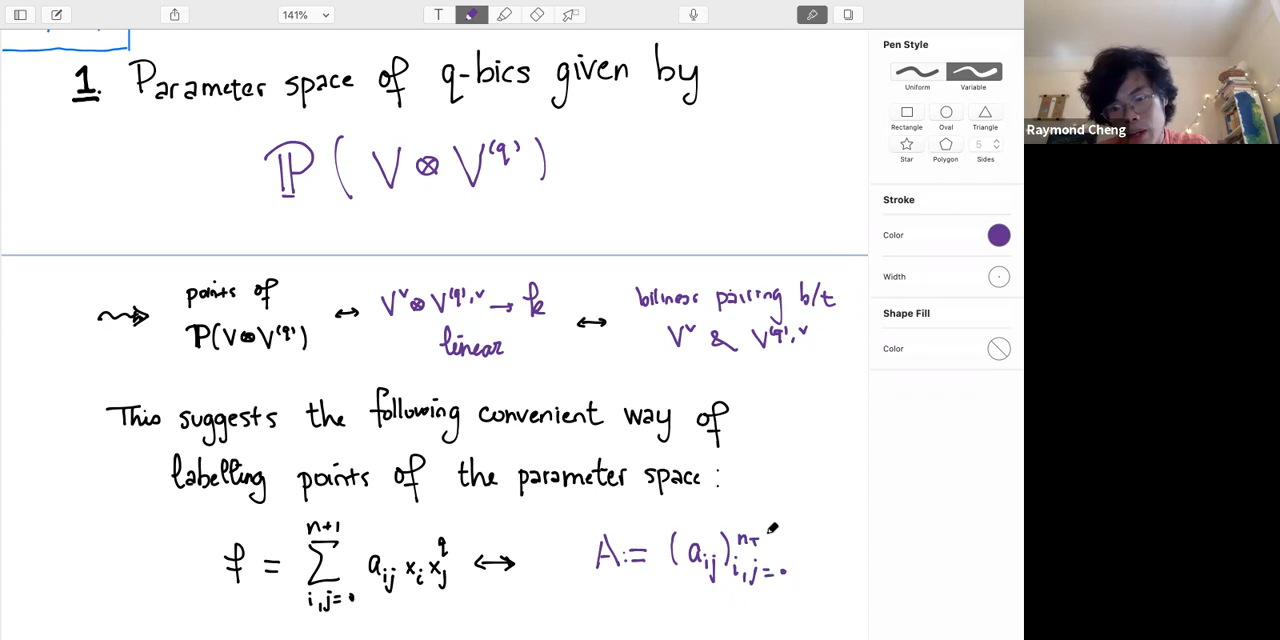 141%
T
Pen Style
Uniform
Variable
Rectangle
Oval
Triangle
Star
Polygon
5
Sides
Stroke
Color
Width
Shape Fill
Color
Raymond Cheng
1. Parameter space of q-bics given by
ℙ(V ⊗ V^(q))
points of ℙ(V⊗V^(q)) ↔ V^∨ ⊗ V^(q),∨ → k linear ↔ bilinear pairing b/t V^∨ & V^(q),∨
This suggests the following convenient way of
labelling points of the parameter space:
f = Σ_{i,j=0}^{n+1} a_ij x_i x_j^q ↔ A := (a_ij)_{i,j=0}